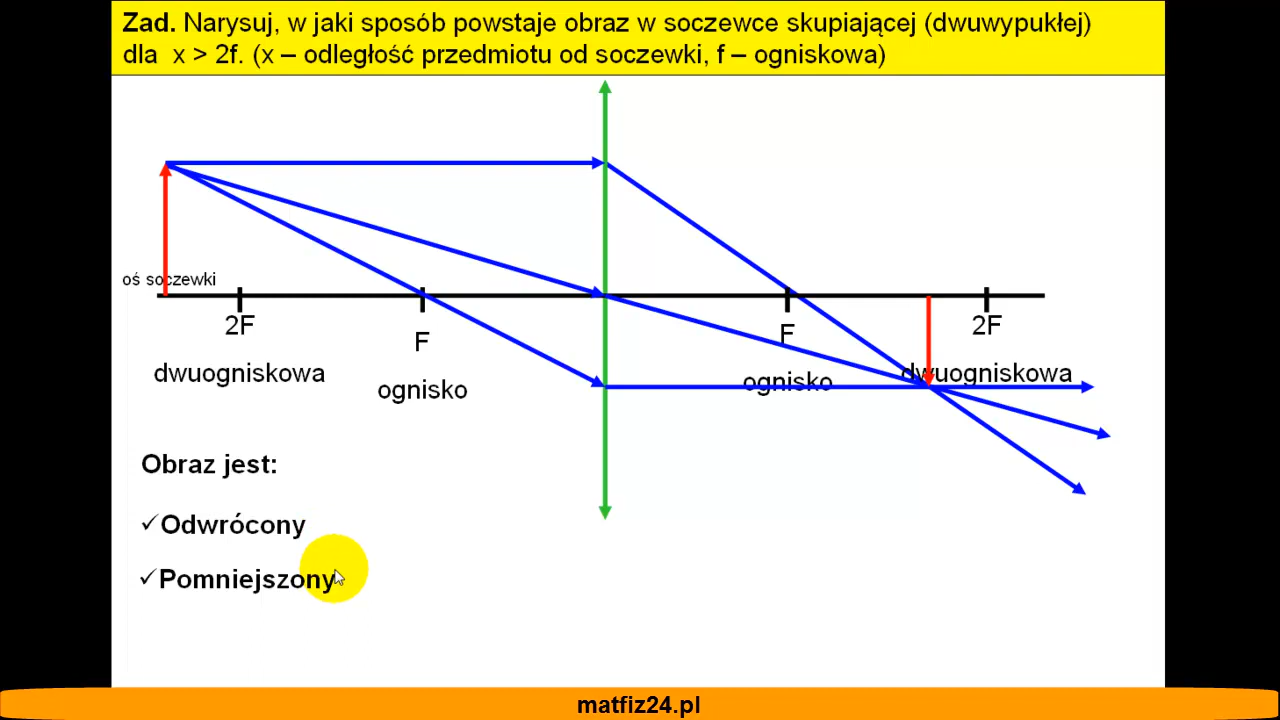 Zad. Narysuj, w jaki sposób powstaje obraz w soczewce skupiającej (dwuwypukłej)
dla x > 2f. (x – odległość przedmiotu od soczewki, f – ogniskowa)
oś soczewki
2F
F
F
2F
dwuogniskowa
ognisko
ognisko
dwuogniskowa
Obraz jest:
✓Odwrócony
✓Pomniejszony
matfiz24.pl